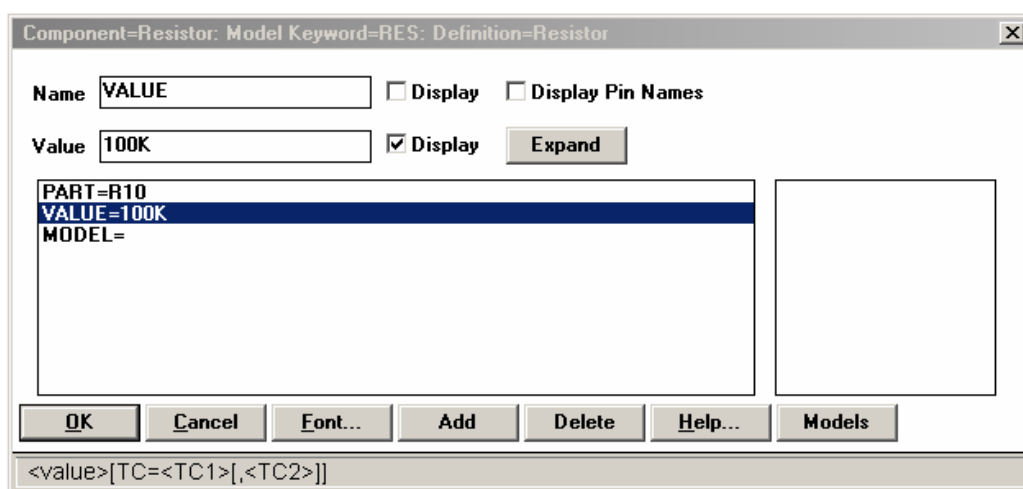 Component=Resistor: Model Keyword=RES: Definition=Resistor
Name VALUE Display Display Pin Names
Value 100K Display Expand
PART=R10
VALUE=100K
MODEL=
OK Cancel Font... Add Delete Help... Models
<value>[TC=<TC1>[,<TC2>]]